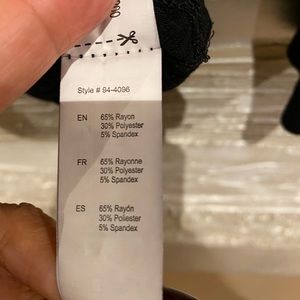 Style # 94-4096
EN 65% Rayon
30% Polyester
5% Spandex
FR 65% Rayonne
30% Polyester
5% Spandex
ES 65% Rayón
30% Poliester
5% Spandex